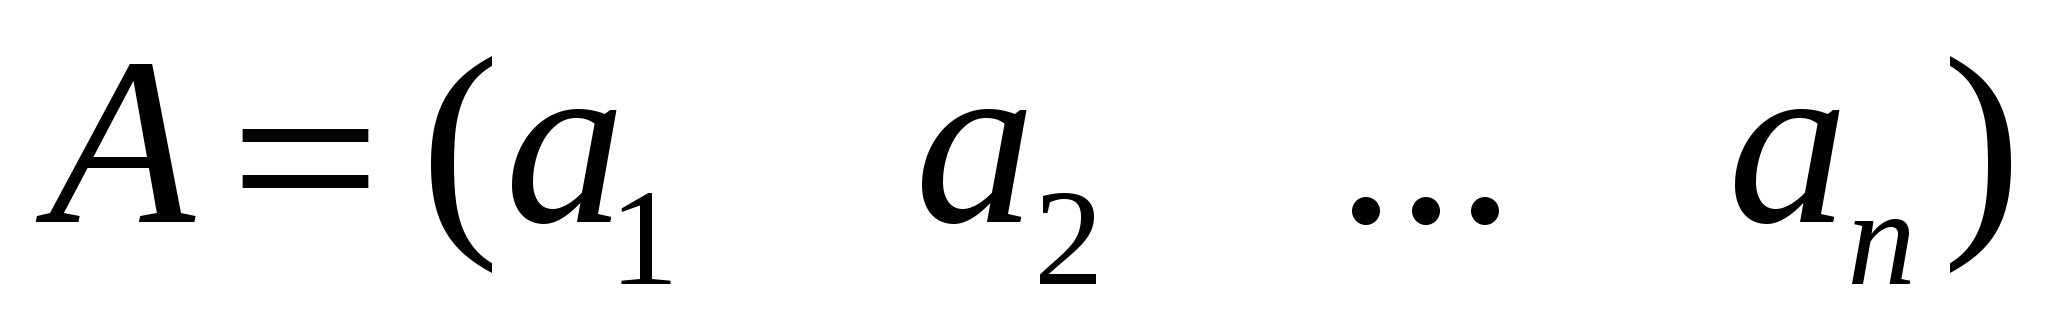 A = (a₁ a₂ ... aₙ)